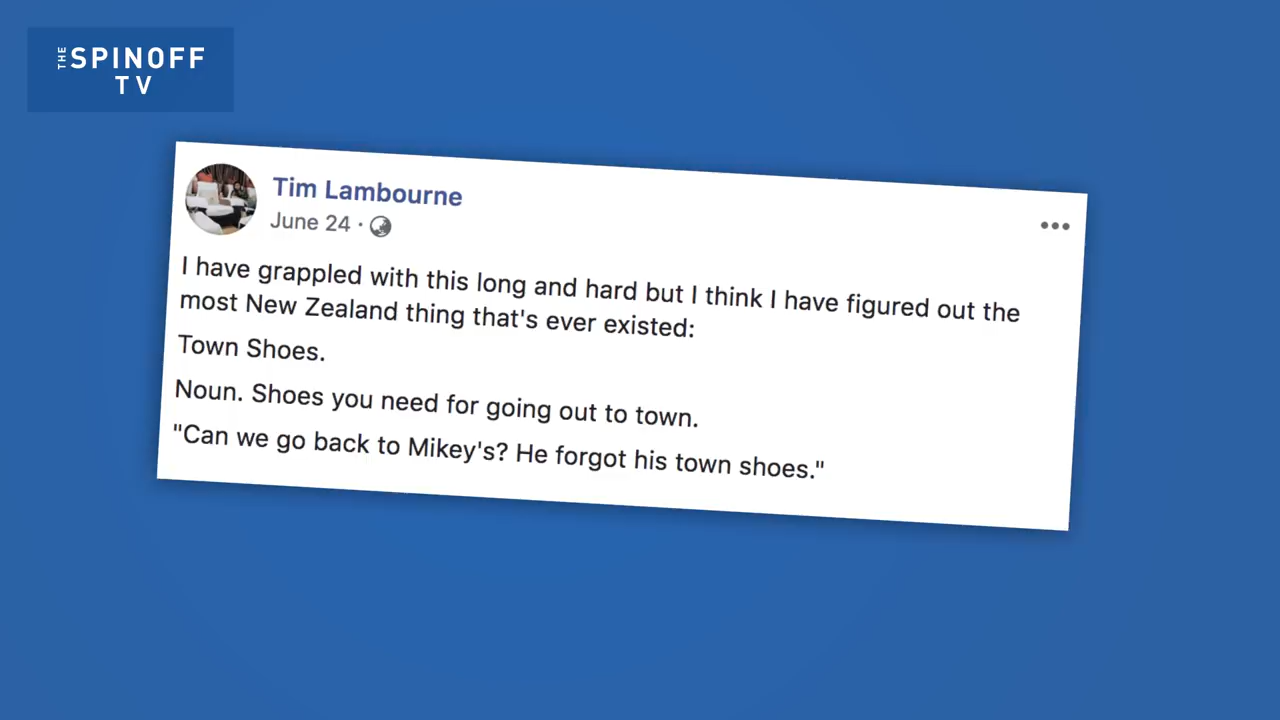 THE SPINOFF
TV
Tim Lambourne
June 24 ·
I have grappled with this long and hard but I think I have figured out the
most New Zealand thing that's ever existed:
Town Shoes.
Noun. Shoes you need for going out to town.
"Can we go back to Mikey's? He forgot his town shoes."